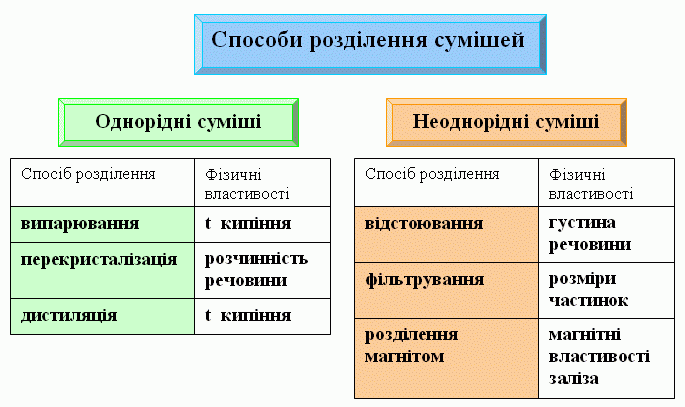 Способи розділення сумішей
Однорідні суміші
Спосіб розділення
Фізичні
властивості
випарювання
t кипіння
перекристалізація
розчинність
речовини
дистиляція
t кипіння
Неоднорідні суміші
Спосіб розділення
Фізичні
властивості
відстоювання
густина
речовини
фільтрування
розміри
частинок
розділення
магнітом
магнітні
властивості
заліза